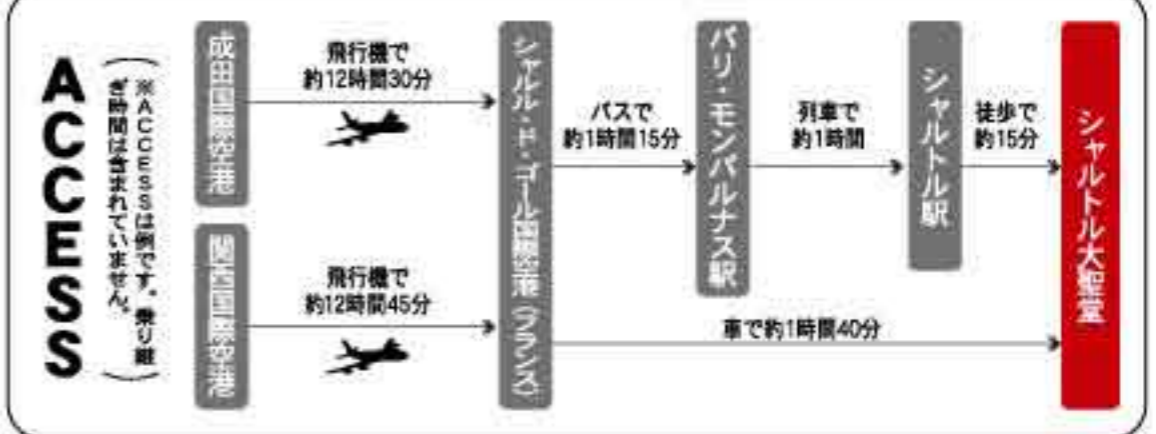 ACCESS
（※ACCESSは例です。乗り継
ぎ時間は含まれていません。）
成田国際空港
飛行機で
約12時間30分
関西国際空港
飛行機で
約12時間45分
シャルル・ド・ゴール国際空港（フランス）
バスで
約1時間15分
パリ・モンパルナス駅
列車で
約1時間
シャルトル駅
徒歩で
約15分
車で約1時間40分
シャルトル大聖堂